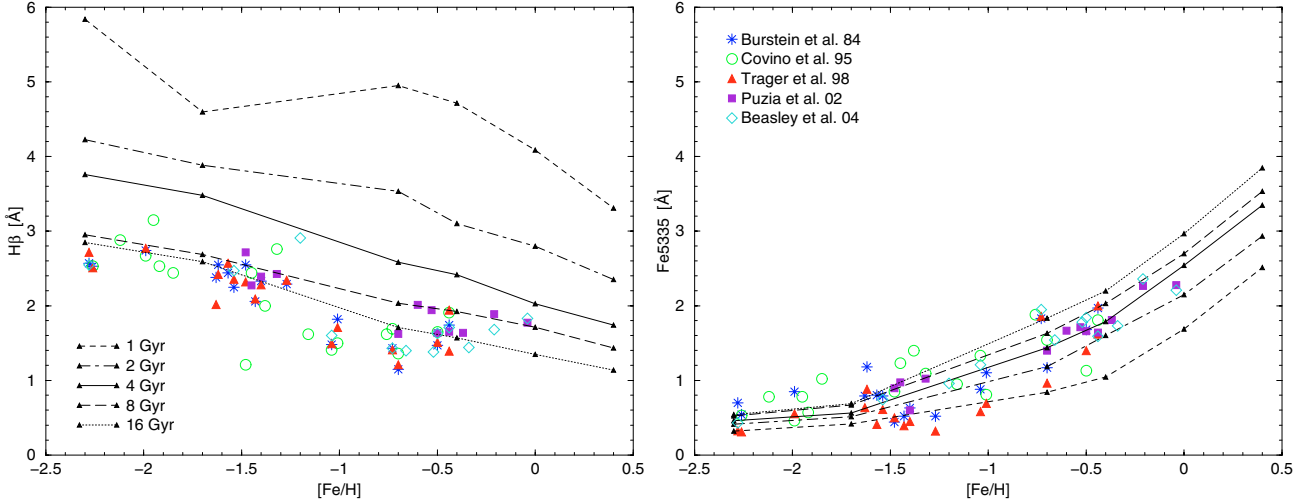 6
5
4
3
2
1
0
Hβ [Å]
1 Gyr
2 Gyr
4 Gyr
8 Gyr
16 Gyr
−2.5
−2
−1.5
−1
−0.5
0
0.5
[Fe/H]
6
5
4
3
2
1
0
Fe5335 [Å]
Burstein et al. 84
Covino et al. 95
Trager et al. 98
Puzia et al. 02
Beasley et al. 04
−2.5
−2
−1.5
−1
−0.5
0
0.5
[Fe/H]